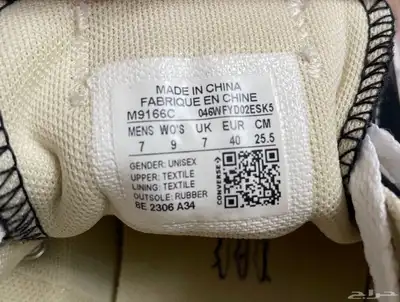 MADE IN CHINA
FABRIQUE EN CHINE
M9166C 046WFYD02ESK5
MENS WO'S UK EUR CM
7 9 7 40 25.5
GENDER: UNISEX
UPPER: TEXTILE
LINING: TEXTILE
OUTSOLE: RUBBER
BE 2306 A34
CONVERSE
حراج